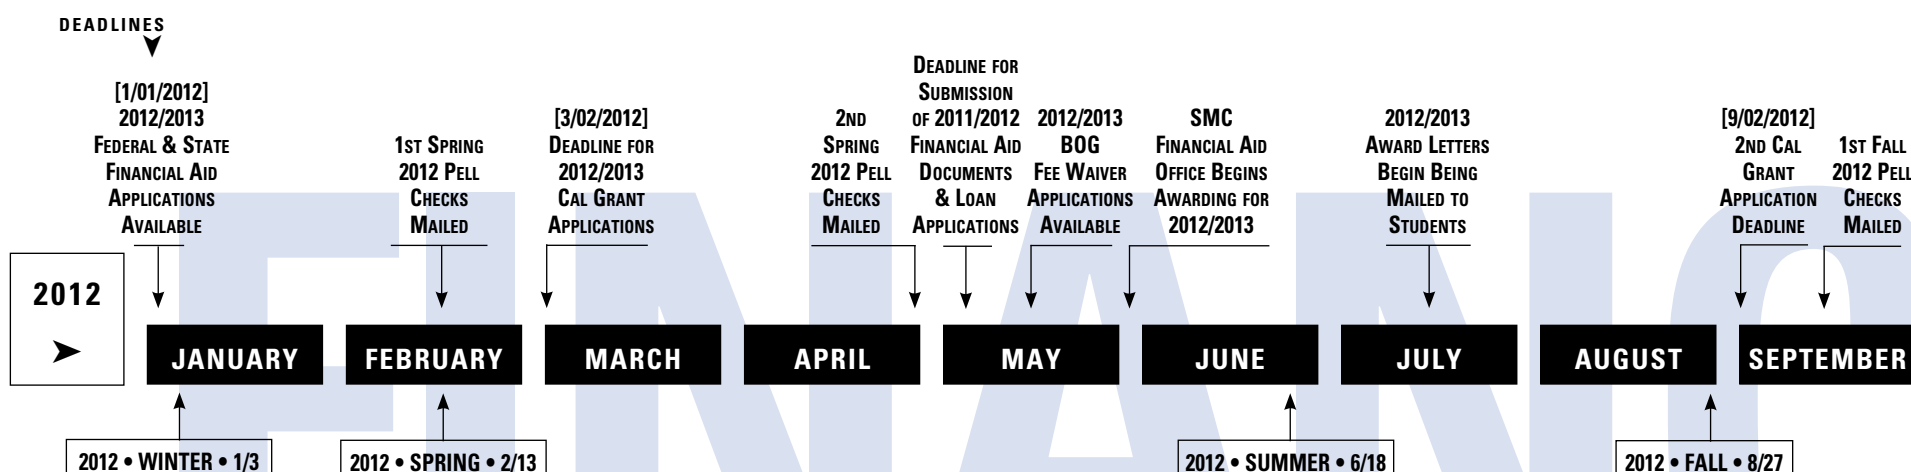 DEADLINES
[1/01/2012]
2012/2013
FEDERAL & STATE
FINANCIAL AID
APPLICATIONS
AVAILABLE
1ST SPRING
2012 PELL
CHECKS
MAILED
[3/02/2012]
DEADLINE FOR
2012/2013
CAL GRANT
APPLICATIONS
2ND
SPRING
2012 PELL
CHECKS
MAILED
DEADLINE FOR
SUBMISSION
OF 2011/2012
FINANCIAL AID
DOCUMENTS
& LOAN
APPLICATIONS
2012/2013
BOG
FEE WAIVER
APPLICATIONS
AVAILABLE
SMC
FINANCIAL AID
OFFICE BEGINS
AWARDING FOR
2012/2013
2012/2013
AWARD LETTERS
BEGIN BEING
MAILED TO
STUDENTS
[9/02/2012]
2ND CAL
GRANT
APPLICATION
DEADLINE
1ST FALL
2012 PELL
CHECKS
MAILED
2012
JANUARY
FEBRUARY
MARCH
APRIL
MAY
JUNE
JULY
AUGUST
SEPTEMBER
2012 • WINTER • 1/3
2012 • SPRING • 2/13
2012 • SUMMER • 6/18
2012 • FALL • 8/27
FINANC